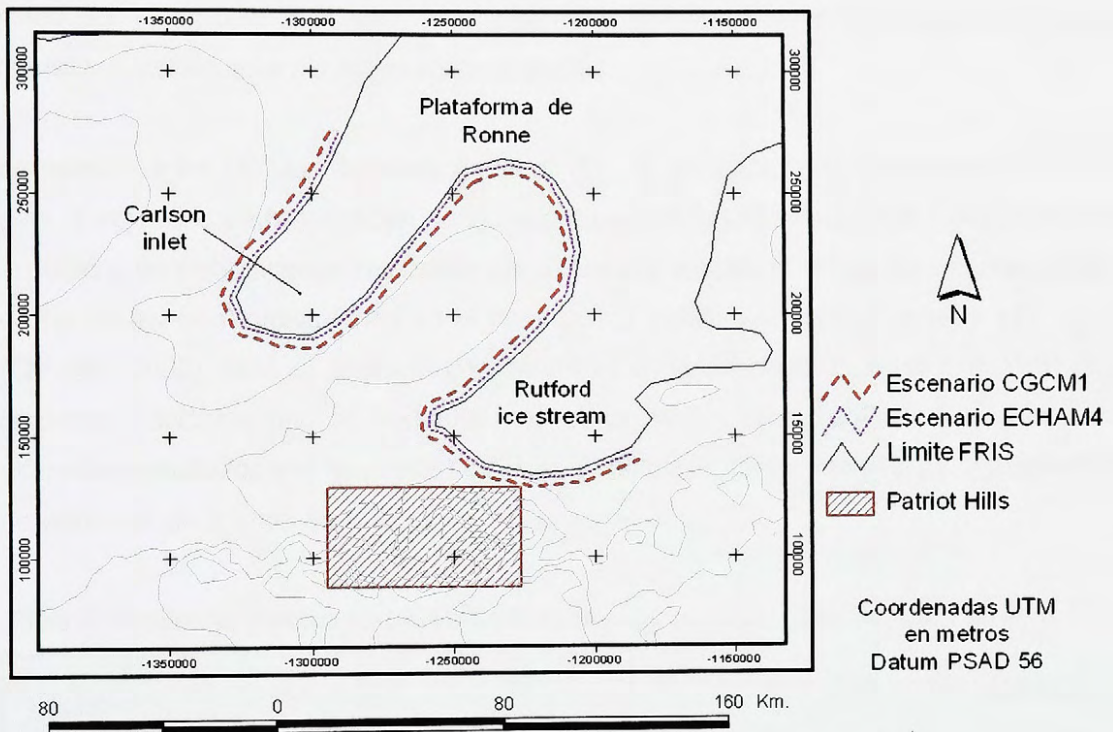 -1350000 -1300000 -1250000 -1200000 -1150000
300000 300000
Plataforma de
Ronne
250000 250000
Carlson
inlet
200000 200000
N
Rutford
ice stream
150000 150000
Escenario CGCM1
Escenario ECHAM4
Limite FRIS
Patriot Hills
100000 100000
Coordenadas UTM
en metros
Datum PSAD 56
-1350000 -1300000 -1250000 -1200000 -1150000
80 0 80 160 Km.